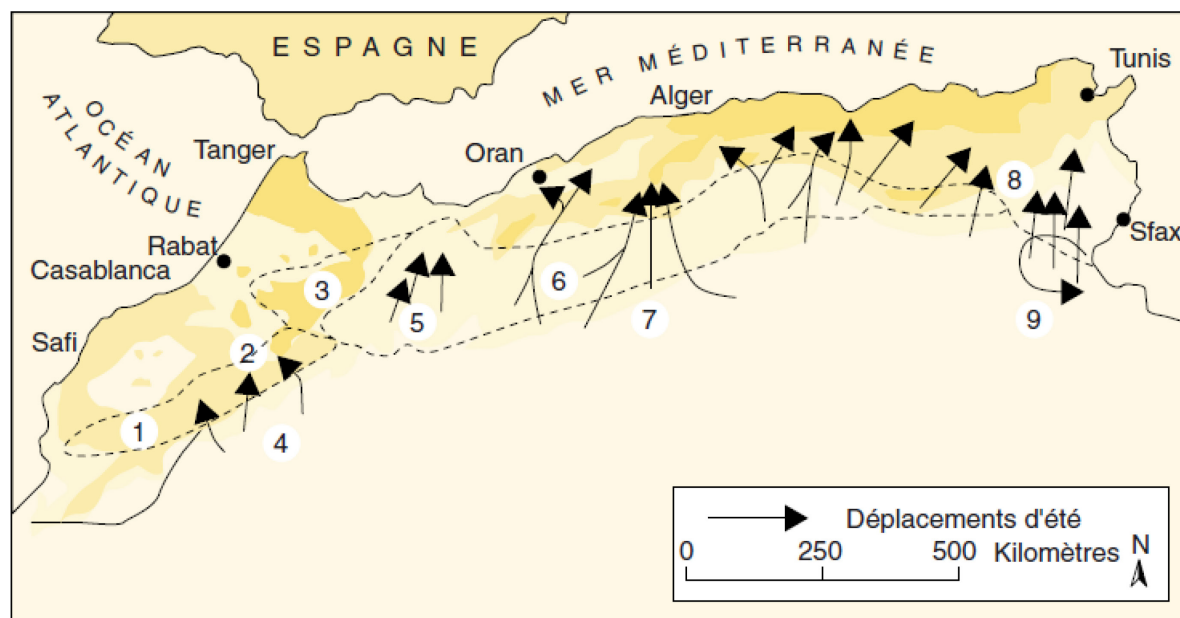 ESPAGNE
MER MÉDITERRANÉE
OCÉAN
ATLANTIQUE
Tunis
Alger
Tanger
Oran
8
Sfax
Rabat
Casablanca
3
6
5
7
9
Safi
2
1
4
Déplacements d'été
0 250 500 Kilomètres
N